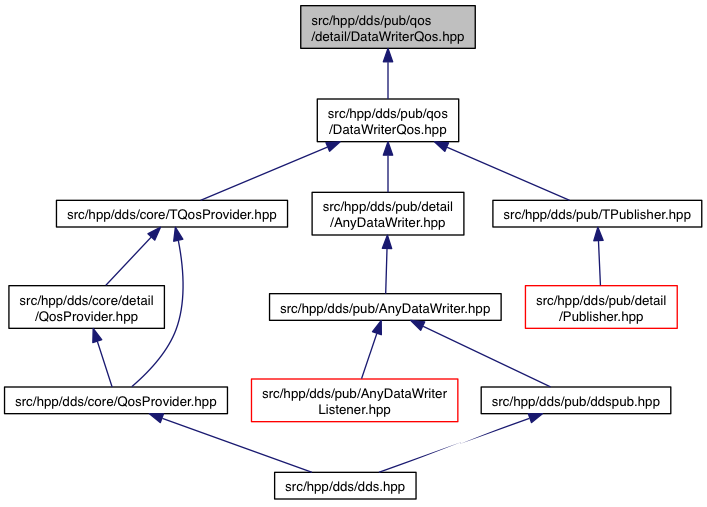 src/hpp/dds/pub/qos
/detail/DataWriterQos.hpp
src/hpp/dds/pub/qos
/DataWriterQos.hpp
src/hpp/dds/core/TQosProvider.hpp
src/hpp/dds/pub/detail
/AnyDataWriter.hpp
src/hpp/dds/pub/TPublisher.hpp
src/hpp/dds/core/detail
/QosProvider.hpp
src/hpp/dds/pub/AnyDataWriter.hpp
src/hpp/dds/pub/detail
/Publisher.hpp
src/hpp/dds/core/QosProvider.hpp
src/hpp/dds/pub/AnyDataWriter
Listener.hpp
src/hpp/dds/pub/ddspub.hpp
src/hpp/dds/dds.hpp